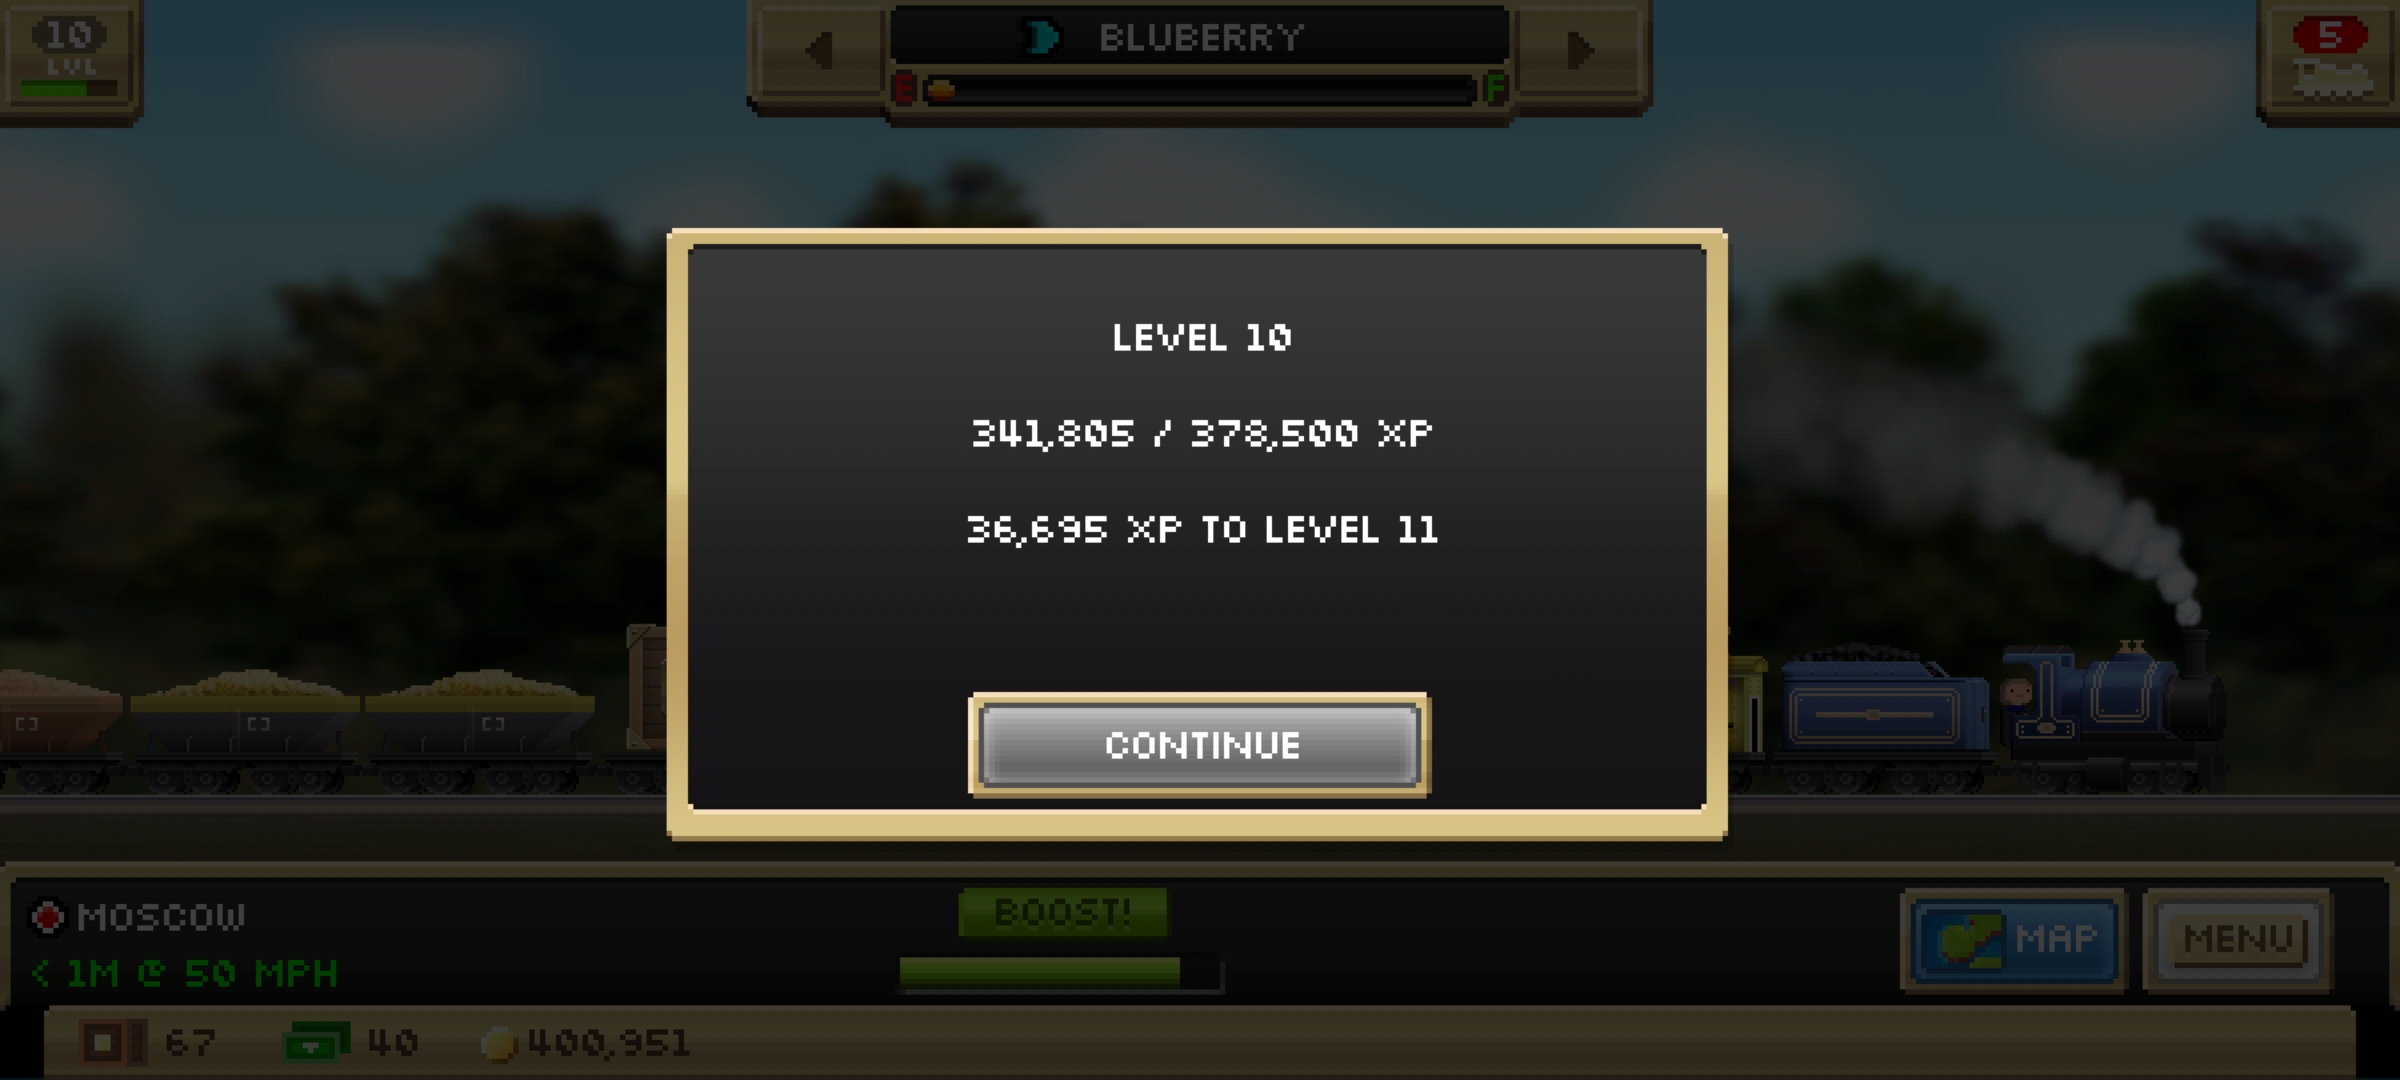 10
LVL
BLUBERRY
E F
5
LEVEL 10
341,805 / 378,500 XP
36,695 XP TO LEVEL 11
CONTINUE
MOSCOW
< 1M @ 50 MPH
BOOST!
MAP
MENU
67 40 400,951